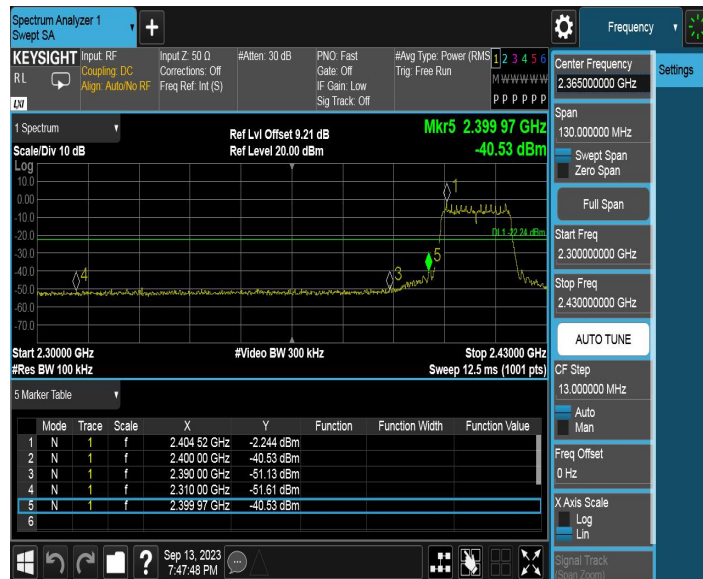 Spectrum Analyzer 1
Swept SA
+
Frequency
KEYSIGHT Input: RF Input Z: 50 Ω #Atten: 30 dB PNO: Fast #Avg Type: Power (RMS 1 2 3 4 5 6
RL Coupling: DC Corrections: Off Gate: Off Trig: Free Run
Align: Auto/No RF Freq Ref: Int (S) IF Gain: Low M W W W W W
LXI Sig Track: Off P P P P P P
1 Spectrum
Scale/Div 10 dB
Ref Lvl Offset 9.21 dB
Ref Level 20.00 dBm
Mkr5 2.399 97 GHz
-40.53 dBm
Log
10.0
0.00
-10.0
-20.0
-30.0
-40.0
-50.0
-60.0
-70.0
1
DL1 -22.24 dBm
5
4
3
Start 2.30000 GHz #Video BW 300 kHz Stop 2.43000 GHz
#Res BW 100 kHz Sweep 12.5 ms (1001 pts)
5 Marker Table
Mode Trace Scale X Y Function Function Width Function Value
1 N 1 f 2.404 52 GHz -2.244 dBm
2 N 1 f 2.400 00 GHz -40.53 dBm
3 N 1 f 2.390 00 GHz -51.13 dBm
4 N 1 f 2.310 00 GHz -51.61 dBm
5 N 1 f 2.399 97 GHz -40.53 dBm
6
?
Sep 13, 2023
7:47:48 PM
Center Frequency
2.365000000 GHz
Settings
Span
130.000000 MHz
Swept Span
Zero Span
Full Span
Start Freq
2.300000000 GHz
Stop Freq
2.430000000 GHz
AUTO TUNE
CF Step
13.000000 MHz
Auto
Man
Freq Offset
0 Hz
X Axis Scale
Log
Lin
Signal Track
(Span Zoom)